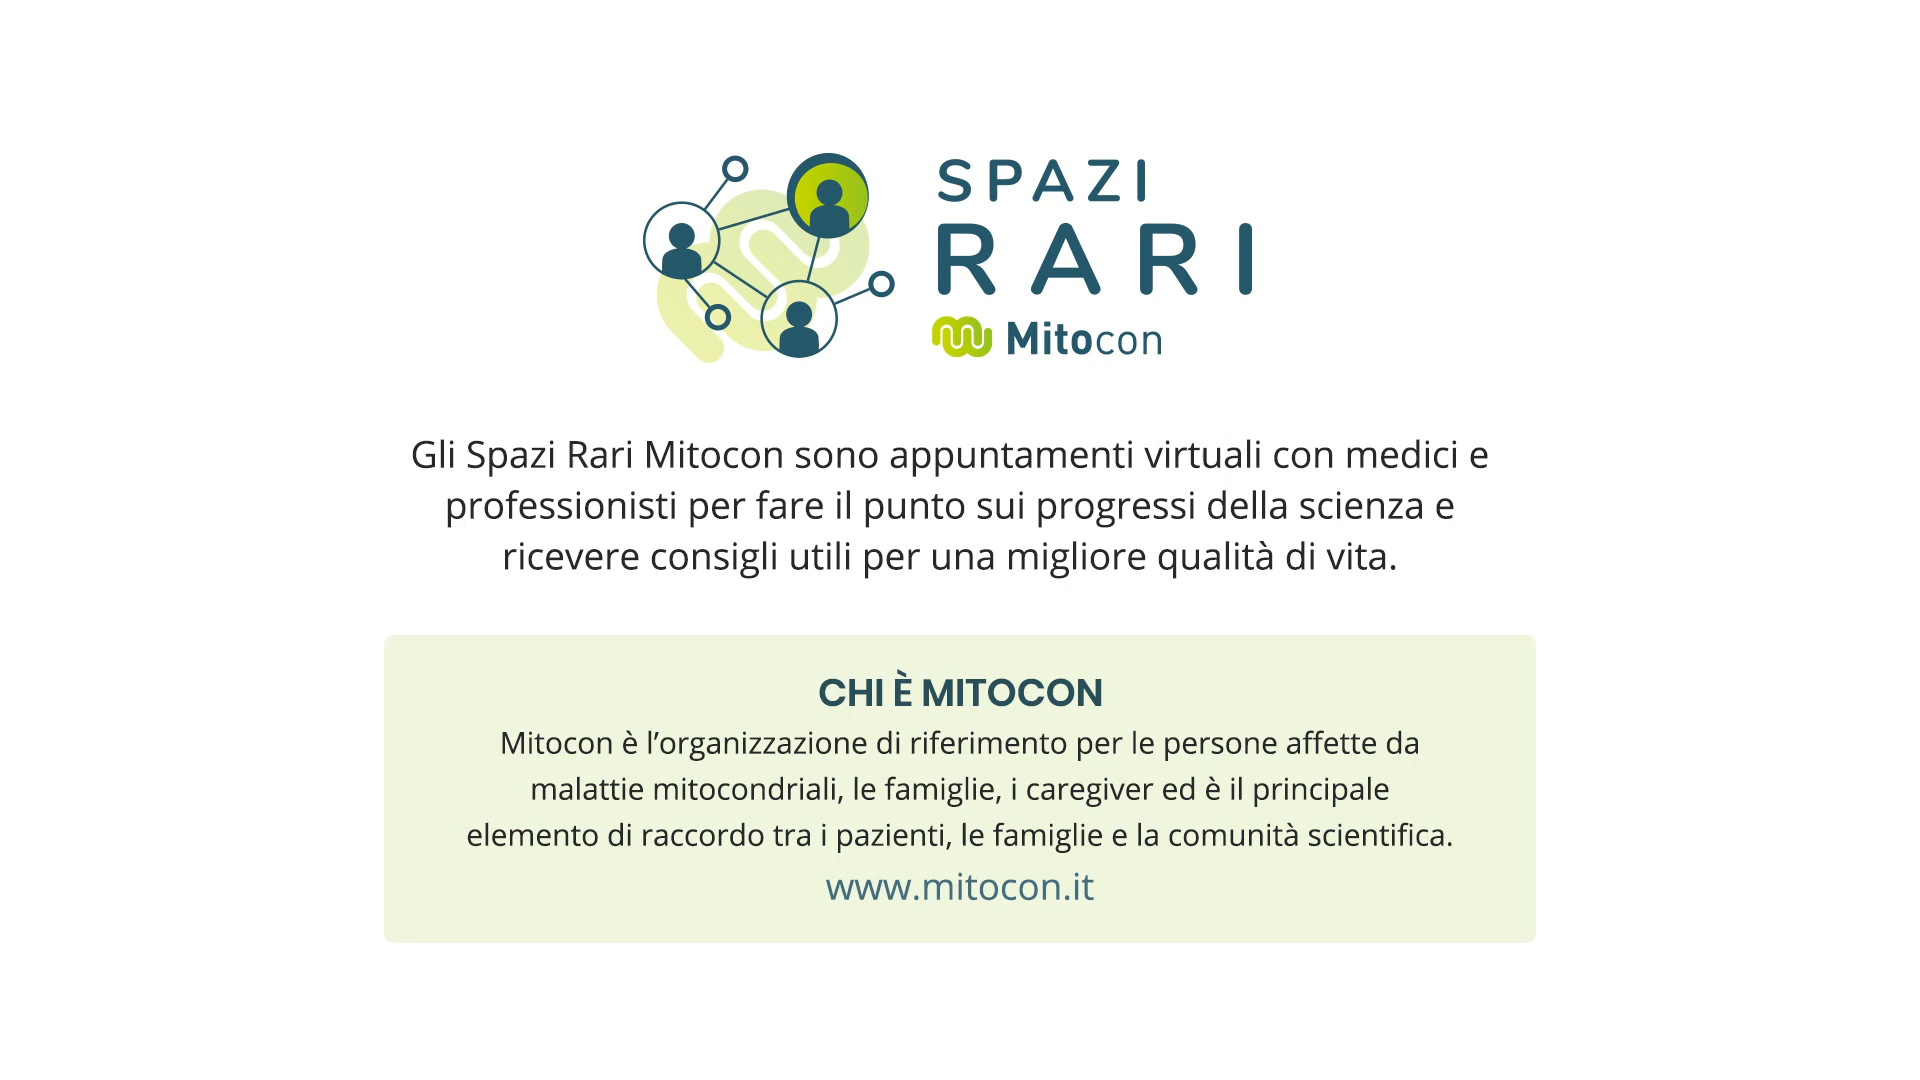 SPAZI
RARI
Mitocon
Gli Spazi Rari Mitocon sono appuntamenti virtuali con medici e
professionisti per fare il punto sui progressi della scienza e
ricevere consigli utili per una migliore qualità di vita.
CHI È MITOCON
Mitocon è l’organizzazione di riferimento per le persone affette da
malattie mitocondriali, le famiglie, i caregiver ed è il principale
elemento di raccordo tra i pazienti, le famiglie e la comunità scientifica.
www.mitocon.it